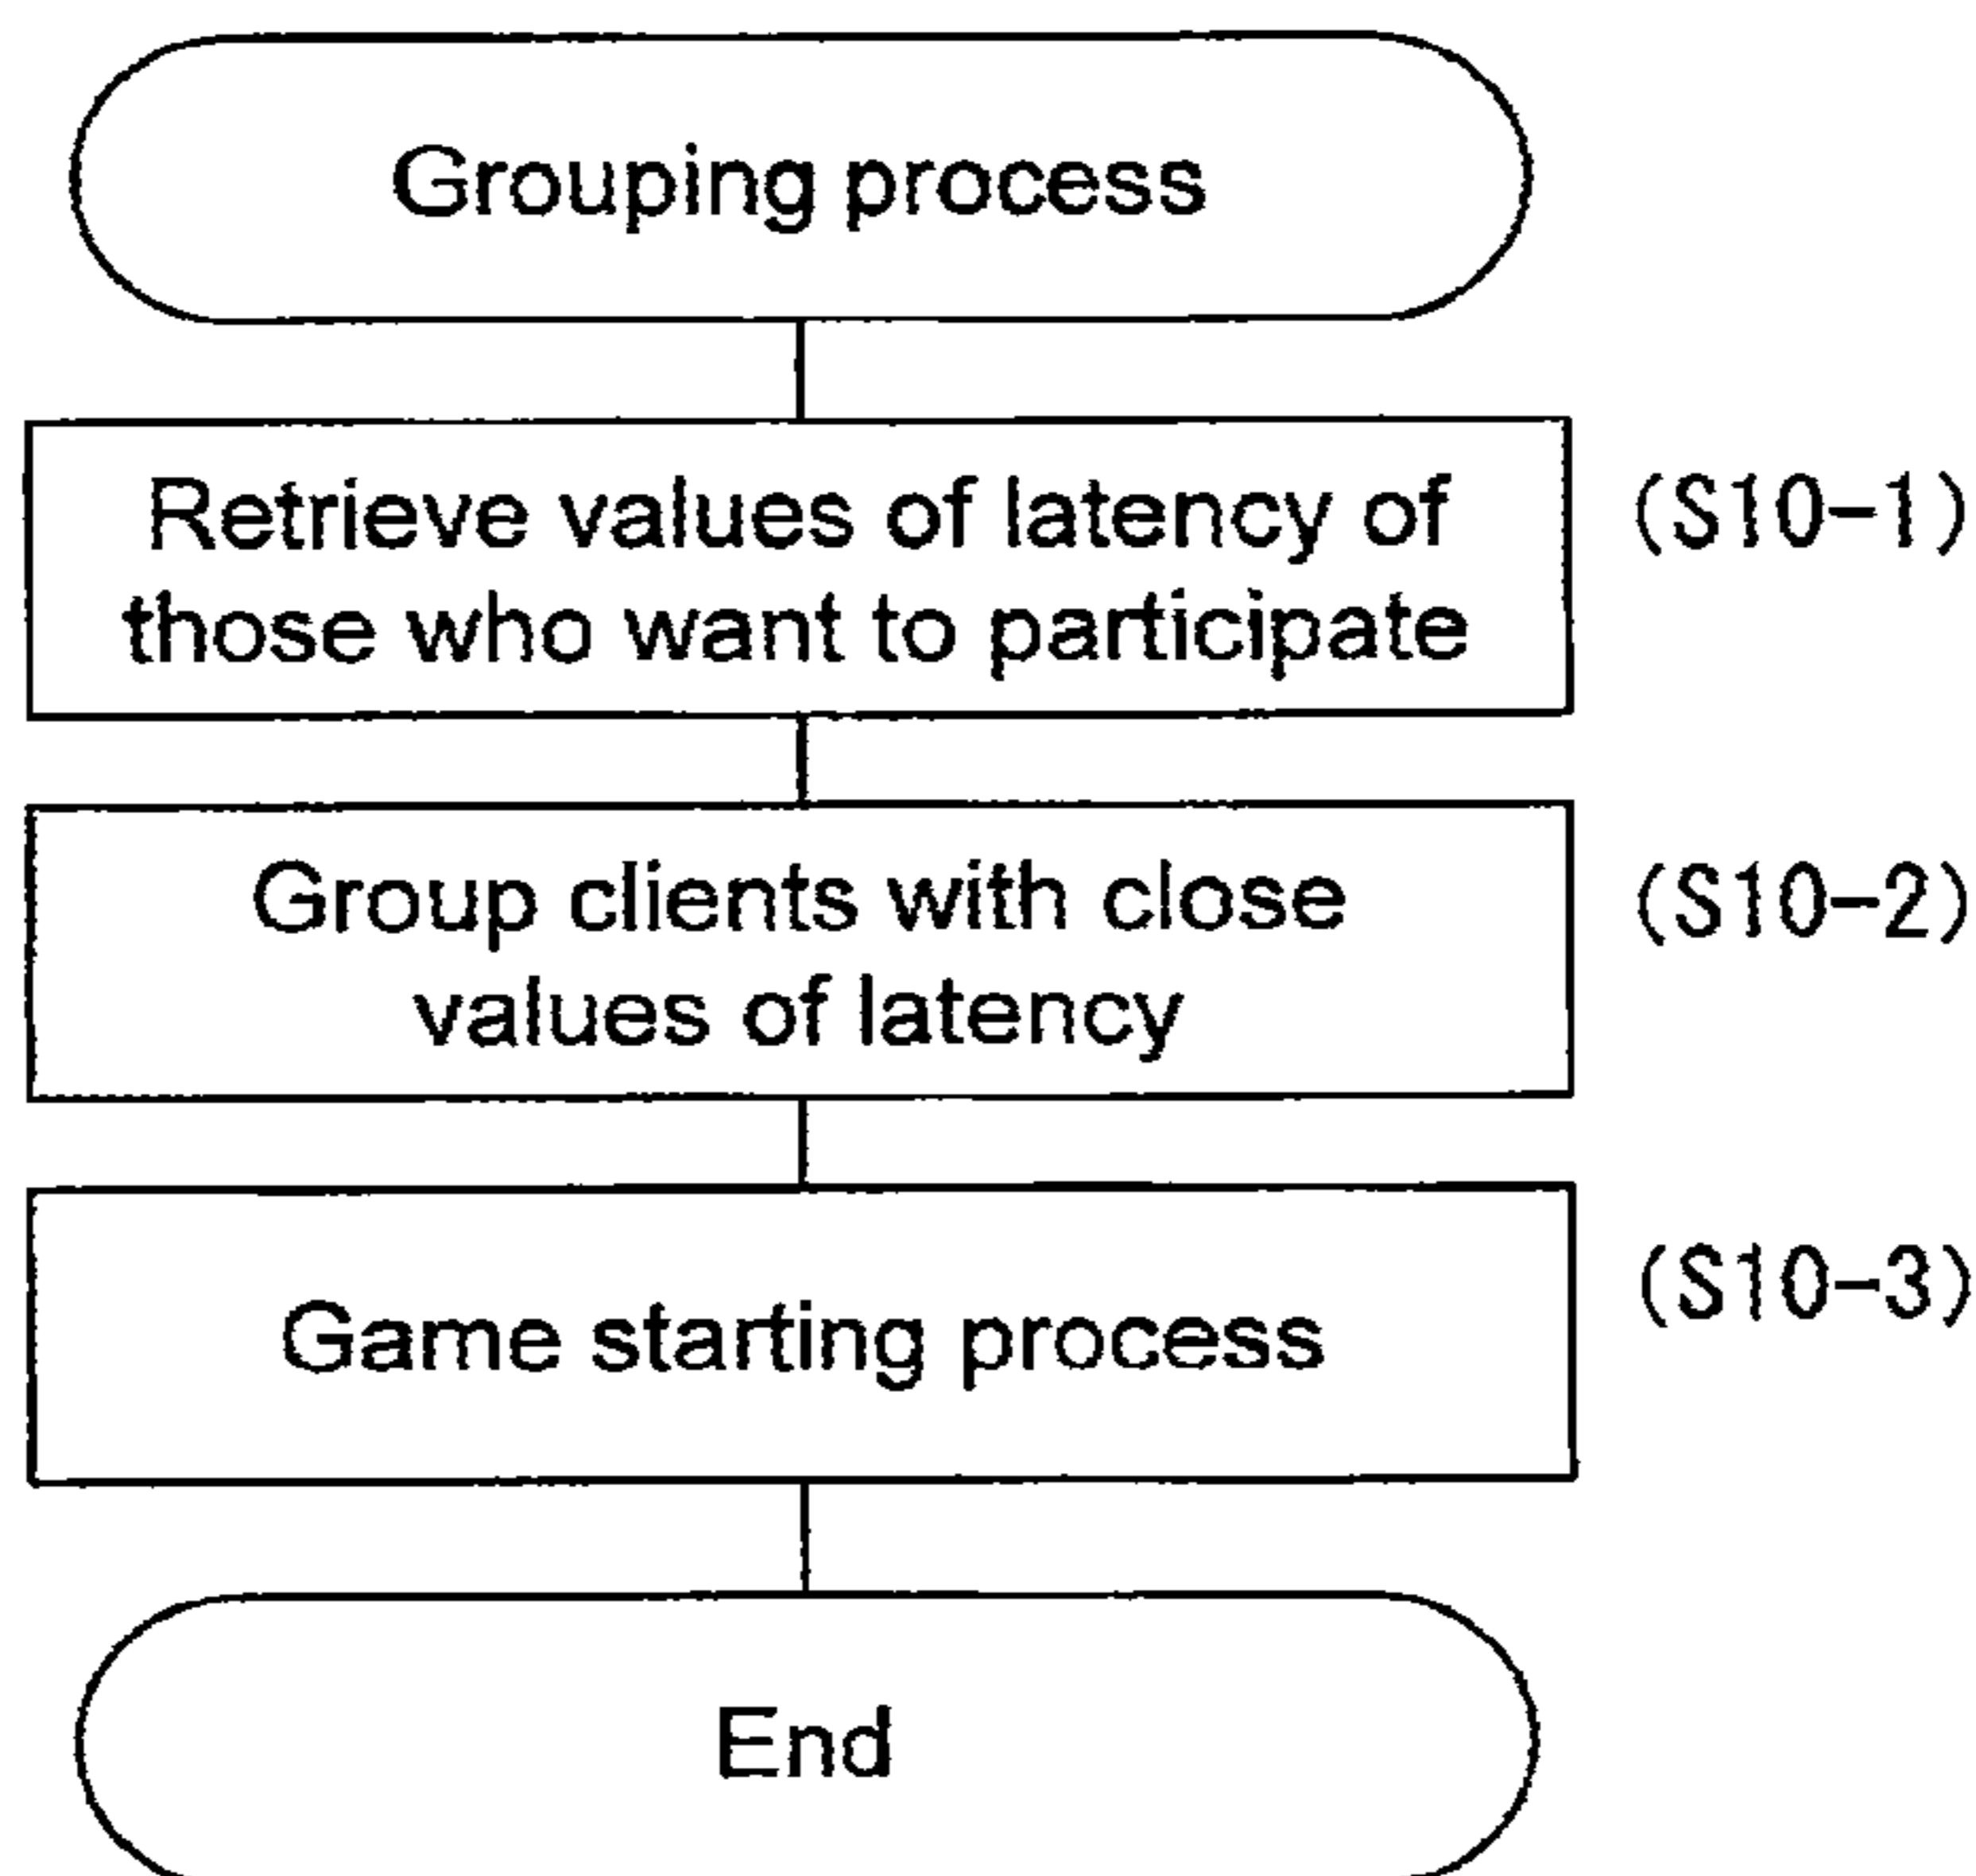 Grouping process
Retrieve values of latency of
those who want to participate
(S10-1)
Group clients with close
values of latency
(S10-2)
Game starting process
(S10-3)
End